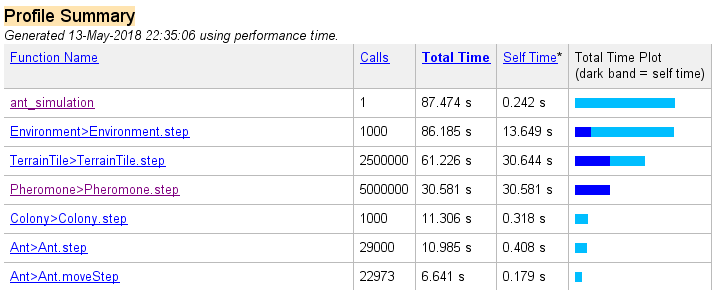 Profile Summary
Generated 13-May-2018 22:35:06 using performance time.
Function Name Calls Total Time Self Time* Total Time Plot
(dark band = self time)
ant_simulation 1 87.474 s 0.242 s
Environment>Environment.step 1000 86.185 s 13.649 s
TerrainTile>TerrainTile.step 2500000 61.226 s 30.644 s
Pheromone>Pheromone.step 5000000 30.581 s 30.581 s
Colony>Colony.step 1000 11.306 s 0.318 s
Ant>Ant.step 29000 10.985 s 0.408 s
Ant>Ant.moveStep 22973 6.641 s 0.179 s